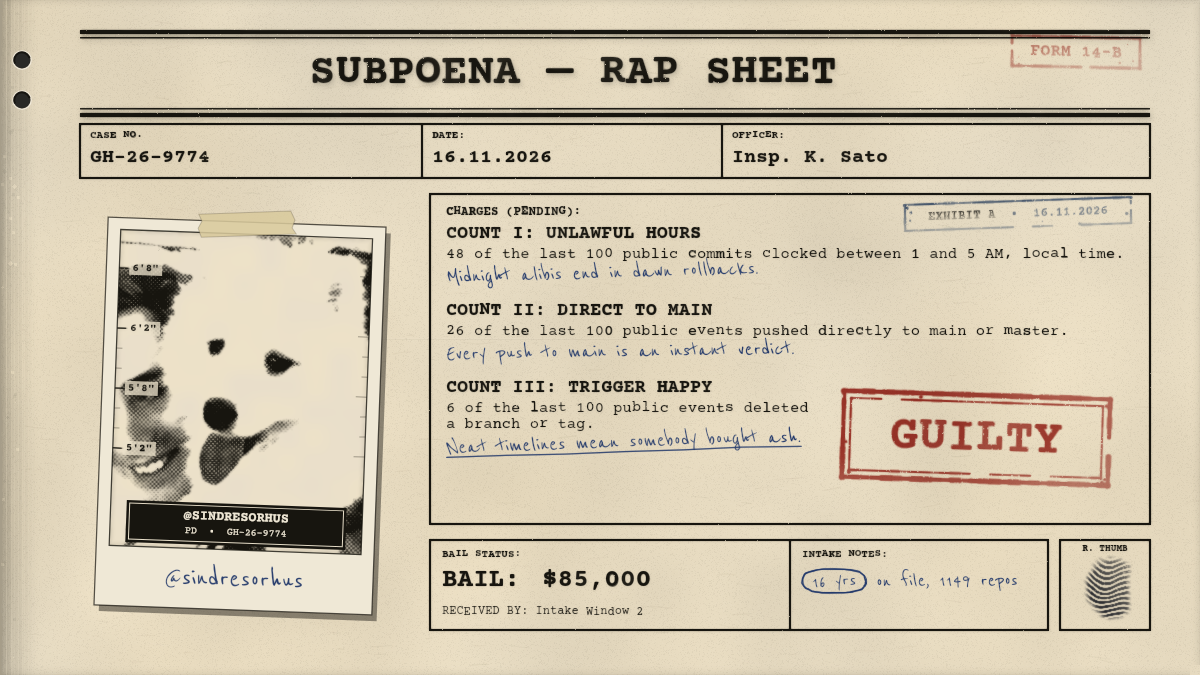 SUBPOENA — RAP SHEET
FORM 14-B
CASE NO.
GH-26-9774
DATE:
16.11.2026
OFFICER:
Insp. K. Sato
6'8"
6'2"
5'8"
5'2"
@SINDRESORHUS
PD • GH-26-9774
@sindresorhus
CHARGES (PENDING):
EXHIBIT A • 16.11.2026
COUNT I: UNLAWFUL HOURS
48 of the last 100 public commits clocked between 1 and 5 AM, local time.
Midnight alibis end in dawn rollbacks.
COUNT II: DIRECT TO MAIN
26 of the last 100 public events pushed directly to main or master.
Every push to main is an instant verdict.
COUNT III: TRIGGER HAPPY
6 of the last 100 public events deleted
a branch or tag.
Neat timelines mean somebody bought ash.
GUILTY
BAIL STATUS:
BAIL: $85,000
RECEIVED BY: Intake Window 2
INTAKE NOTES:
16 yrs on file, 1149 repos
R. THUMB